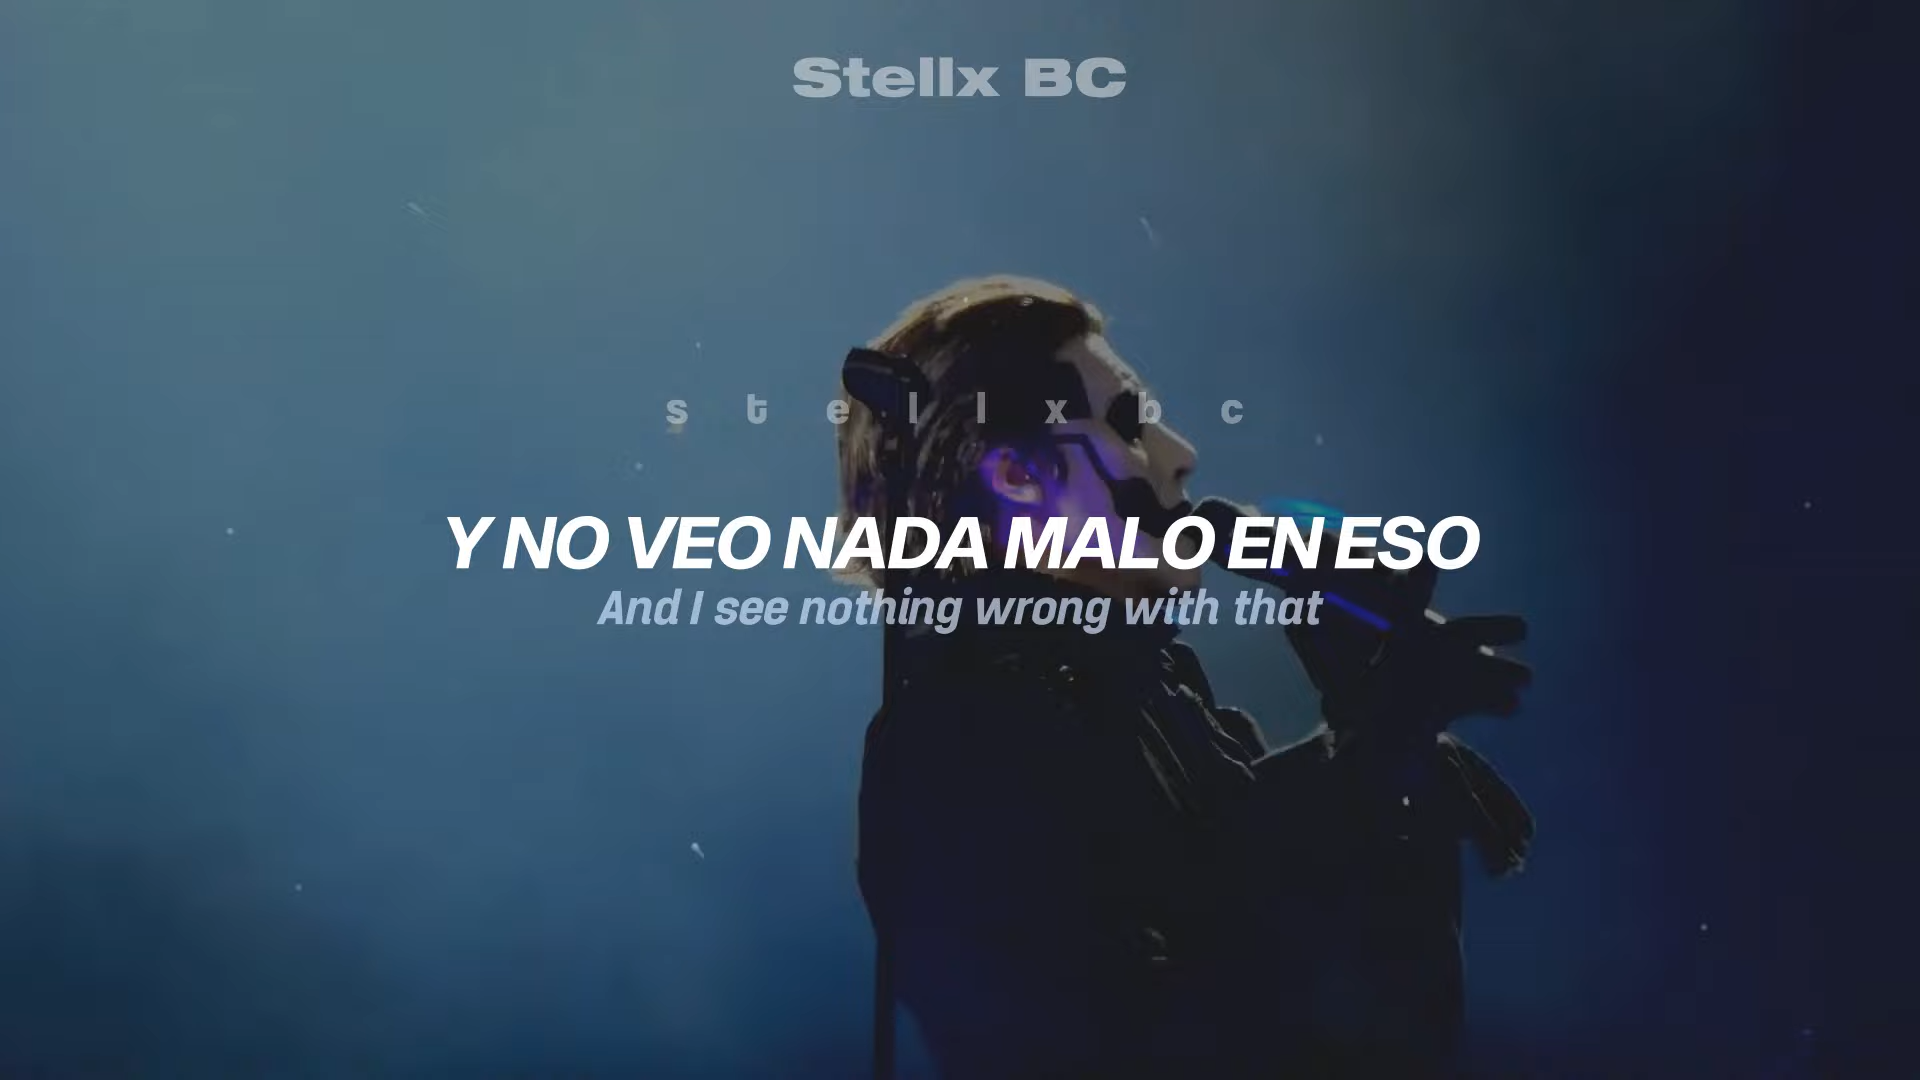 Stellx BC
s t e l l x b c
Y NO VEO NADA MALO EN ESO
And I see nothing wrong with that